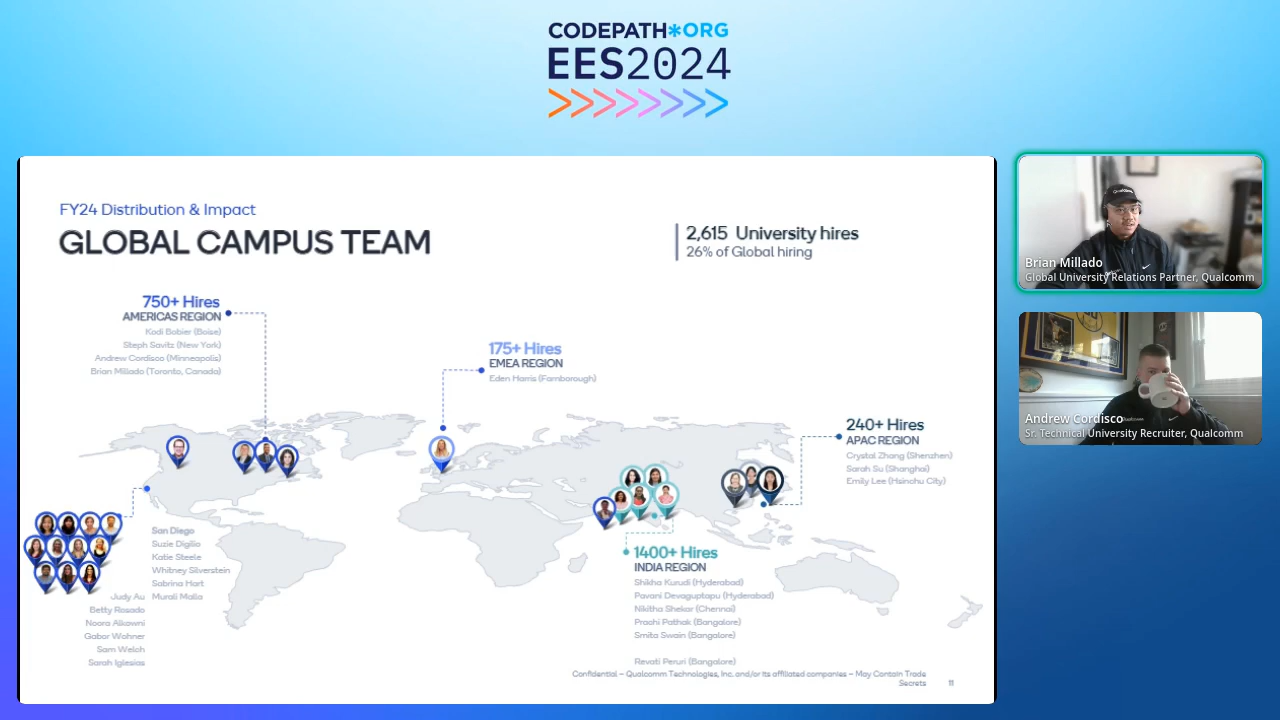 CODEPATH*ORG
EES2024
FY24 Distribution & Impact
GLOBAL CAMPUS TEAM
2,615 University hires
26% of Global hiring
750+ Hires
AMERICAS REGION
Kodi Bobier (Boise)
Steph Savitz (New York)
Andrew Cordisco (Minneapolis)
Brian Millado (Toronto, Canada)
175+ Hires
EMEA REGION
Eden Harris (Farnborough)
240+ Hires
APAC REGION
Crystal Zhang (Shenzhen)
Sarah Su (Shanghai)
Emily Lee (Hsinchu City)
San Diego
Suzie Digilio
Katie Steele
Whitney Silverstein
Sabrina Hart
Murali Malla
Judy Au
Betty Rosado
Noora Alkawni
Gabor Wohner
Sam Welch
Sarah Iglesias
1400+ Hires
INDIA REGION
Shikha Kurudi (Hyderabad)
Pavani Devaguptapu (Hyderabad)
Nikitha Shekar (Chennai)
Prachi Pathak (Bangalore)
Smita Swain (Bangalore)
Revati Peruri (Bangalore)
Confidential – Qualcomm Technologies, Inc. and/or its affiliated companies – May Contain Trade
Secrets
11
Brian Millado
Global University Relations Partner, Qualcomm
Andrew Cordisco
Sr. Technical University Recruiter, Qualcomm